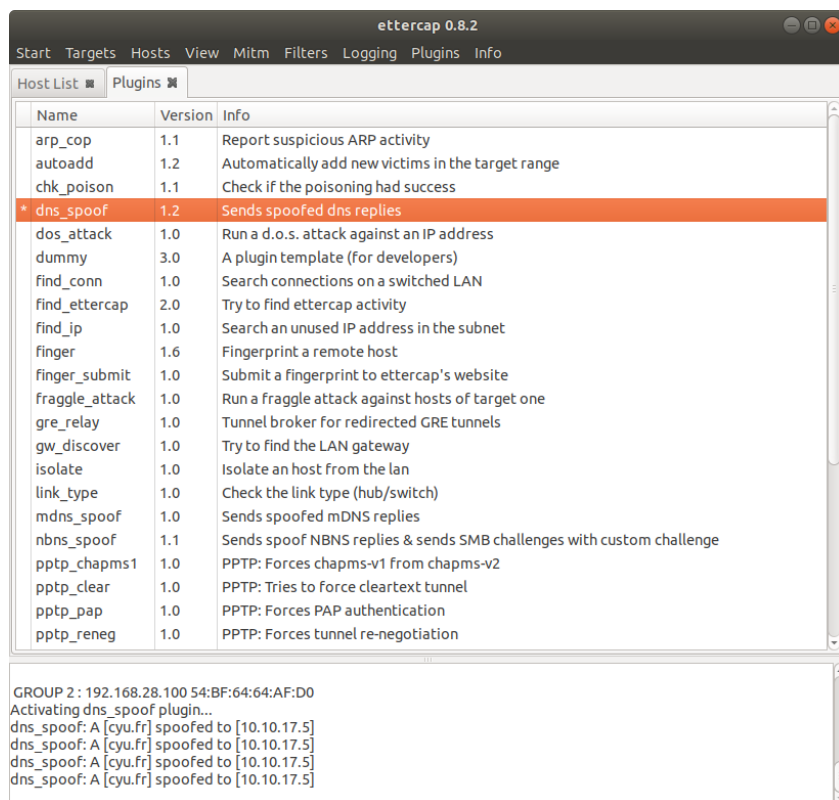 ettercap 0.8.2
Start Targets Hosts View Mitm Filters Logging Plugins Info
Host List Plugins
Name Version Info
arp_cop 1.1 Report suspicious ARP activity
autoadd 1.2 Automatically add new victims in the target range
chk_poison 1.1 Check if the poisoning had success
* dns_spoof 1.2 Sends spoofed dns replies
dos_attack 1.0 Run a d.o.s. attack against an IP address
dummy 3.0 A plugin template (for developers)
find_conn 1.0 Search connections on a switched LAN
find_ettercap 2.0 Try to find ettercap activity
find_ip 1.0 Search an unused IP address in the subnet
finger 1.6 Fingerprint a remote host
finger_submit 1.0 Submit a fingerprint to ettercap's website
fraggle_attack 1.0 Run a fraggle attack against hosts of target one
gre_relay 1.0 Tunnel broker for redirected GRE tunnels
gw_discover 1.0 Try to find the LAN gateway
isolate 1.0 Isolate an host from the lan
link_type 1.0 Check the link type (hub/switch)
mdns_spoof 1.0 Sends spoofed mDNS replies
nbns_spoof 1.1 Sends spoof NBNS replies & sends SMB challenges with custom challenge
pptp_chapms1 1.0 PPTP: Forces chapms-v1 from chapms-v2
pptp_clear 1.0 PPTP: Tries to force cleartext tunnel
pptp_pap 1.0 PPTP: Forces PAP authentication
pptp_reneg 1.0 PPTP: Forces tunnel re-negotiation
GROUP 2 : 192.168.28.100 54:BF:64:64:AF:D0
Activating dns_spoof plugin...
dns_spoof: A [cyu.fr] spoofed to [10.10.17.5]
dns_spoof: A [cyu.fr] spoofed to [10.10.17.5]
dns_spoof: A [cyu.fr] spoofed to [10.10.17.5]
dns_spoof: A [cyu.fr] spoofed to [10.10.17.5]